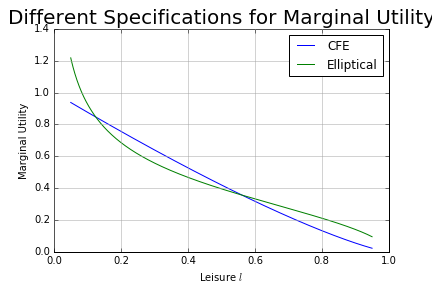 Different Specifications for Marginal Utility
1.4
1.2
1.0
0.8
0.6
0.4
0.2
0.0
Marginal Utility
CFE
Elliptical
0.0 0.2 0.4 0.6 0.8 1.0
Leisure l